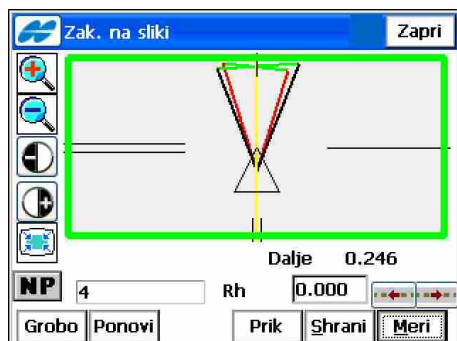 Zak. na sliki Zapri
Dalje 0.246
NP 4 Rh 0.000
Grobo Ponovi Prik Shrani Meri